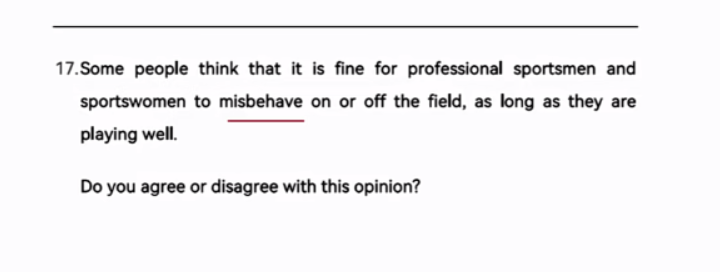 17.Some people think that it is fine for professional sportsmen and
sportswomen to misbehave on or off the field, as long as they are
playing well.
Do you agree or disagree with this opinion?